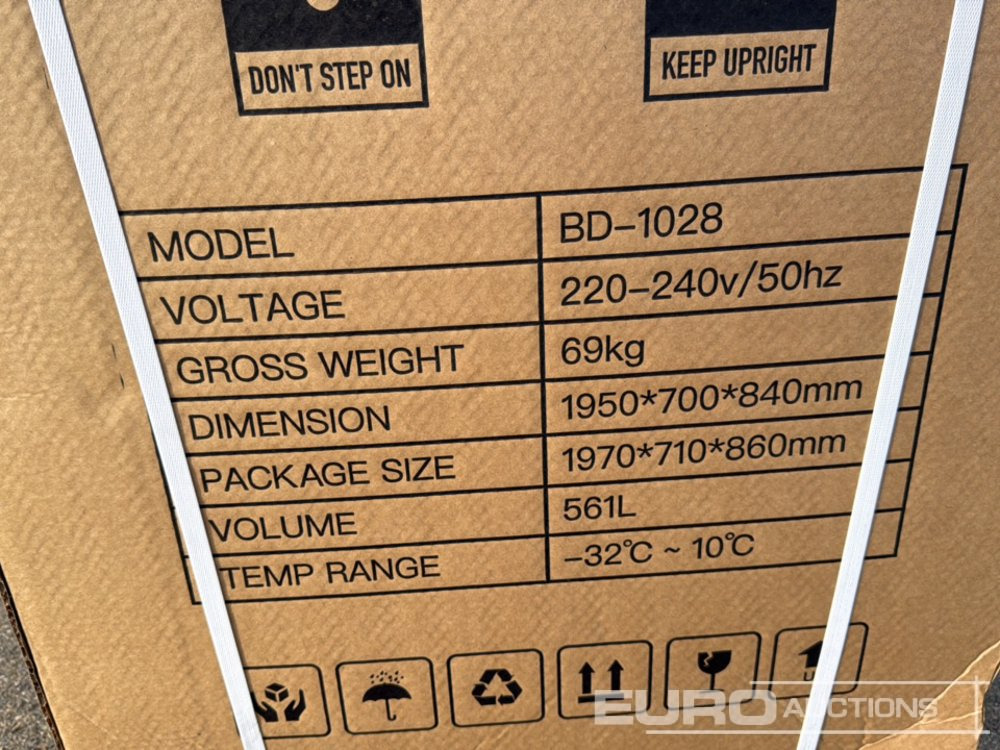 DON'T STEP ON
KEEP UPRIGHT
MODEL BD-1028
VOLTAGE 220-240v/50hz
GROSS WEIGHT 69kg
DIMENSION 1950*700*840mm
PACKAGE SIZE 1970*710*860mm
VOLUME 561L
TEMP RANGE -32℃ ~ 10℃
EURO AUCTIONS